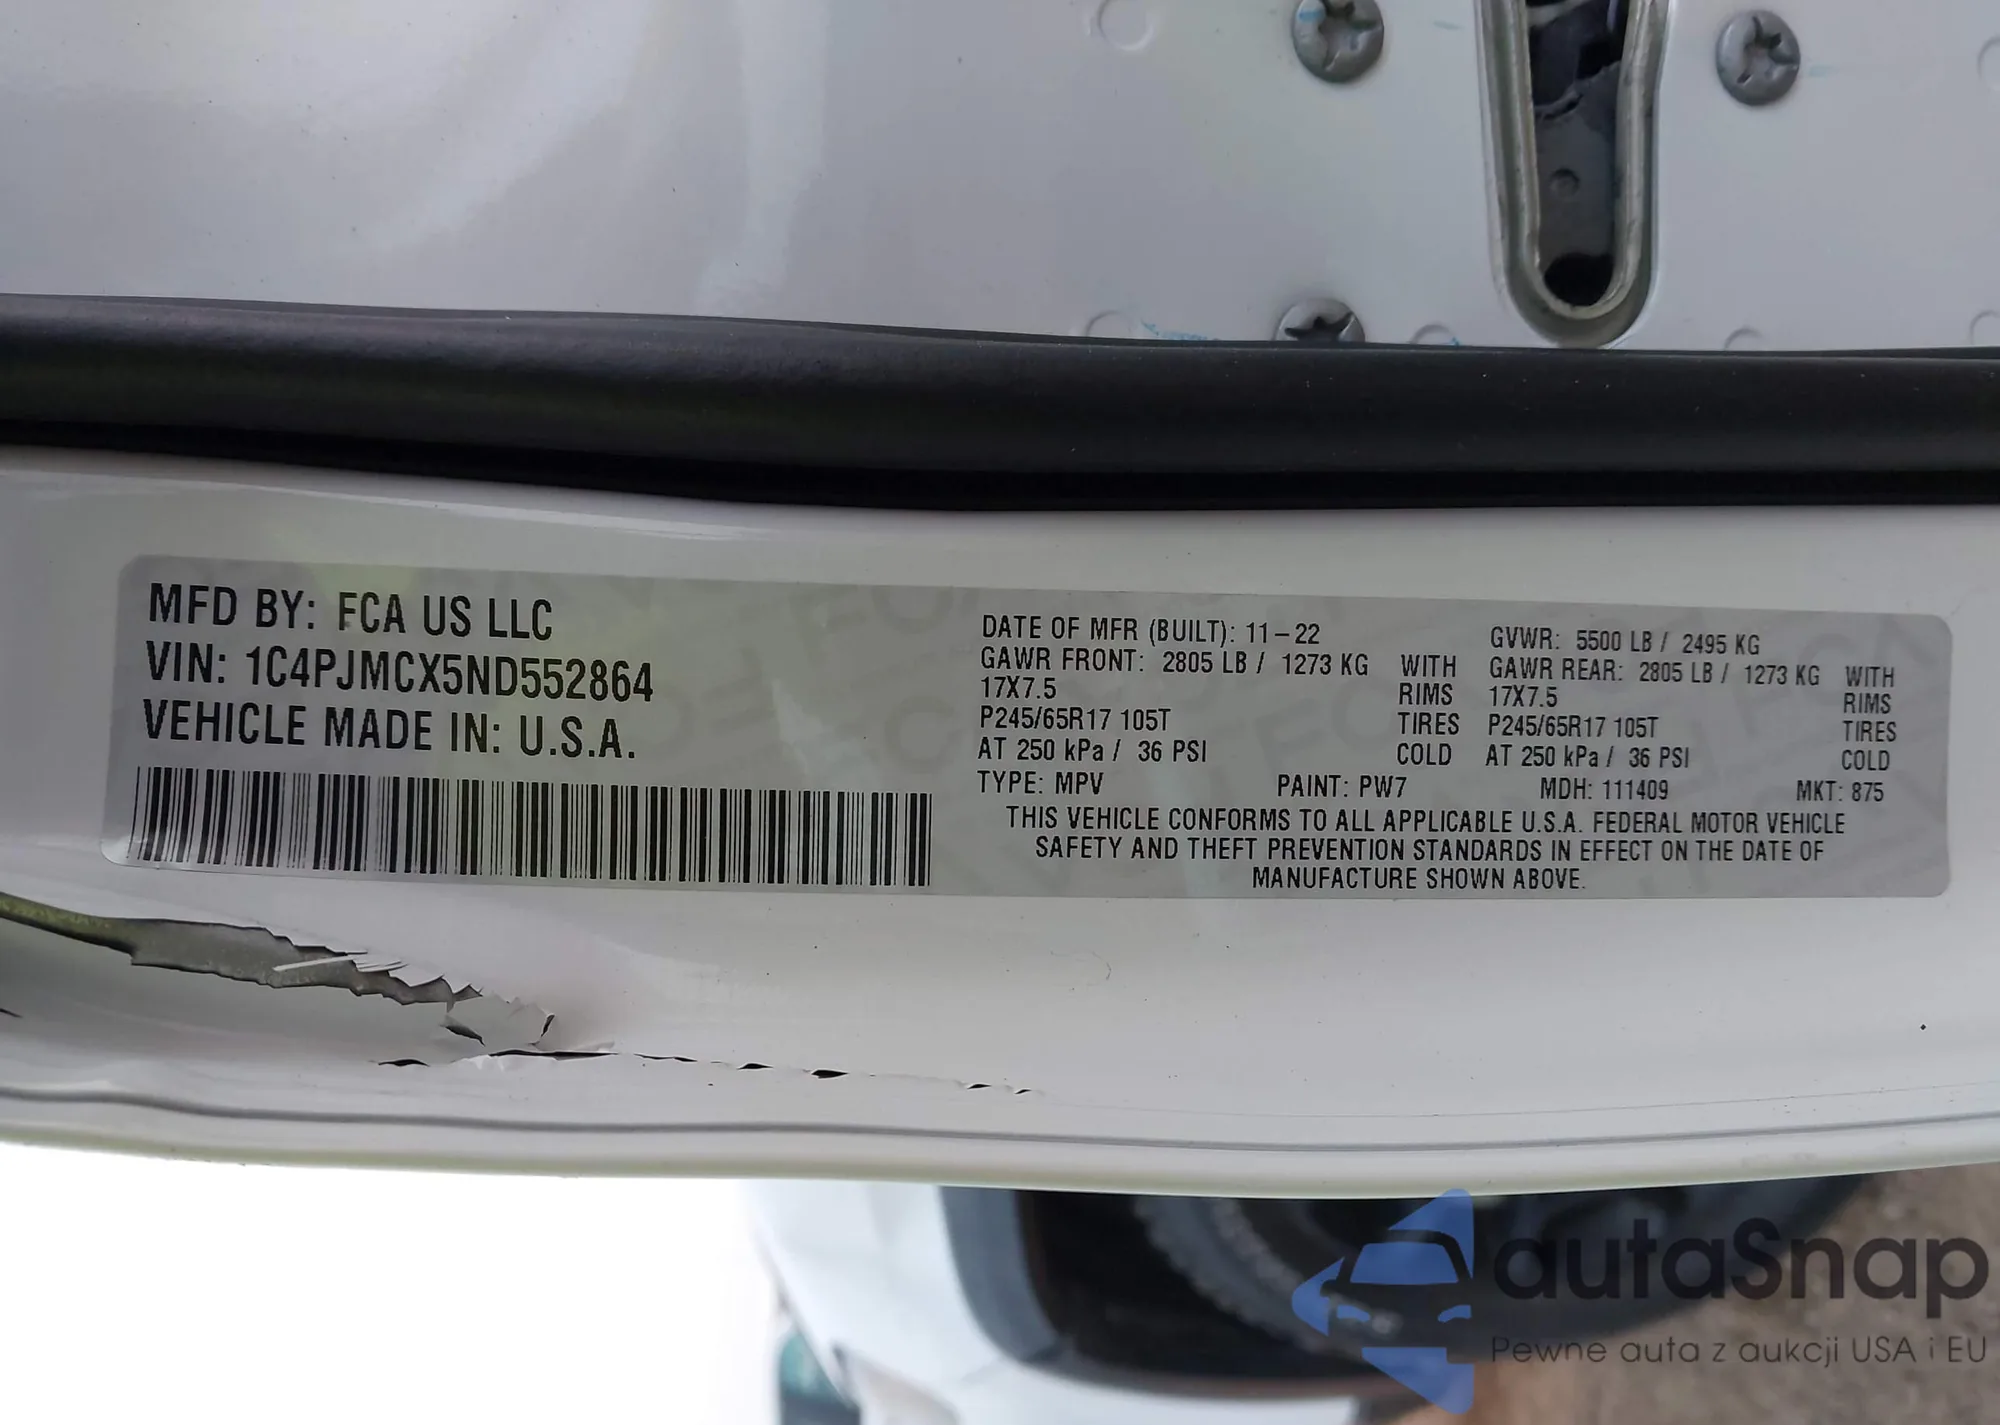 MFD BY: FCA US LLC
VIN: 1C4PJMCX5ND552864
VEHICLE MADE IN: U.S.A.
DATE OF MFR (BUILT): 11-22 GVWR: 5500 LB / 2495 KG
GAWR FRONT: 2805 LB / 1273 KG WITH GAWR REAR: 2805 LB / 1273 KG WITH
17X7.5 RIMS 17X7.5 RIMS
P245/65R17 105T TIRES P245/65R17 105T TIRES
AT 250 kPa / 36 PSI COLD AT 250 kPa / 36 PSI COLD
TYPE: MPV PAINT: PW7 MDH: 111409 MKT: 875
THIS VEHICLE CONFORMS TO ALL APPLICABLE U.S.A. FEDERAL MOTOR VEHICLE
SAFETY AND THEFT PREVENTION STANDARDS IN EFFECT ON THE DATE OF
MANUFACTURE SHOWN ABOVE.
autaSnap
Pewne auta z aukcji USA i EU